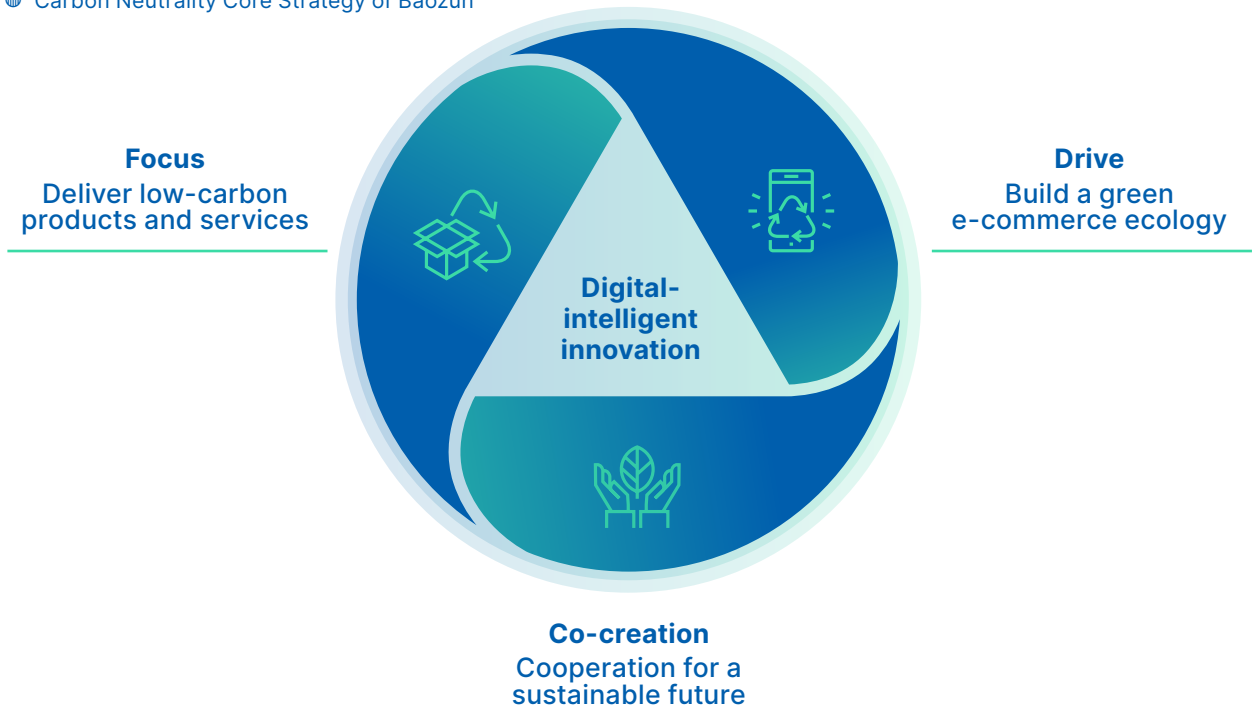 Carbon Neutrality Core Strategy of Baozun
Focus
Deliver low-carbon
products and services
Drive
Build a green
e-commerce ecology
Digital-
intelligent
innovation
Co-creation
Cooperation for a
sustainable future